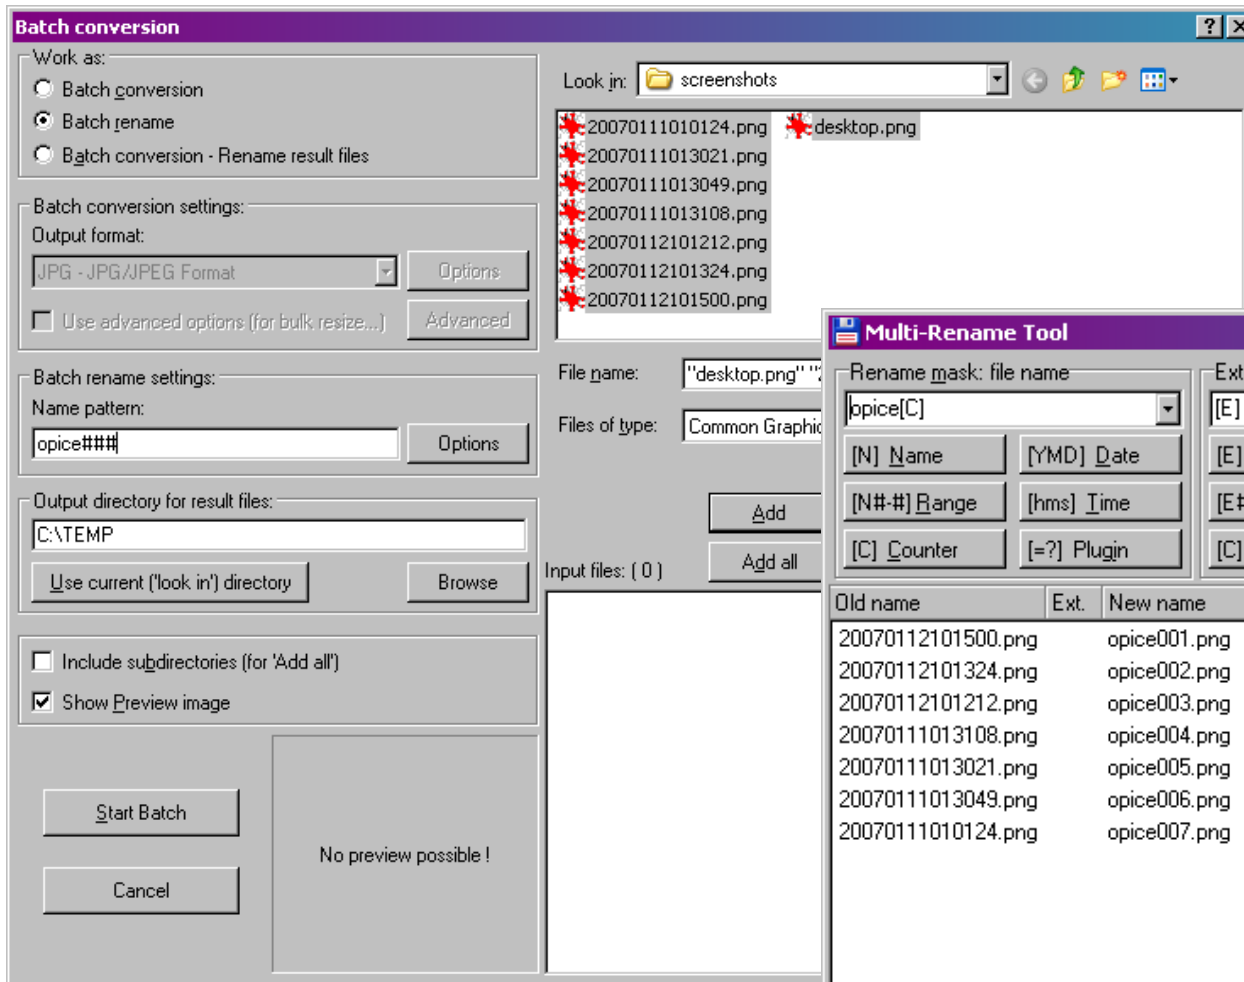 Batch conversion
Work as:
Batch conversion
Batch rename
Batch conversion - Rename result files
Batch conversion settings:
Output format:
JPG - JPG/JPEG Format
Options
Use advanced options (for bulk resize...)
Advanced
Batch rename settings:
Name pattern:
opice###
Options
Output directory for result files:
C:\TEMP
Use current ('look in') directory
Browse
Include subdirectories (for 'Add all')
Show Preview image
Start Batch
Cancel
No preview possible !
Look in:
screenshots
20070111010124.png
desktop.png
20070111013021.png
20070111013049.png
20070111013108.png
20070112101212.png
20070112101324.png
20070112101500.png
File name:
"desktop.png"
Files of type:
Common Graphic
Add
Add all
Input files: ( 0 )
Multi-Rename Tool
Rename mask: file name
Ext
opice[C]
[E]
[N] Name
[YMD] Date
[E]
[N#-#] Range
[hms] Time
[E#
[C] Counter
[=?] Plugin
[C]
Old name
Ext.
New name
20070112101500.png
opice001.png
20070112101324.png
opice002.png
20070112101212.png
opice003.png
20070111013108.png
opice004.png
20070111013021.png
opice005.png
20070111013049.png
opice006.png
20070111010124.png
opice007.png